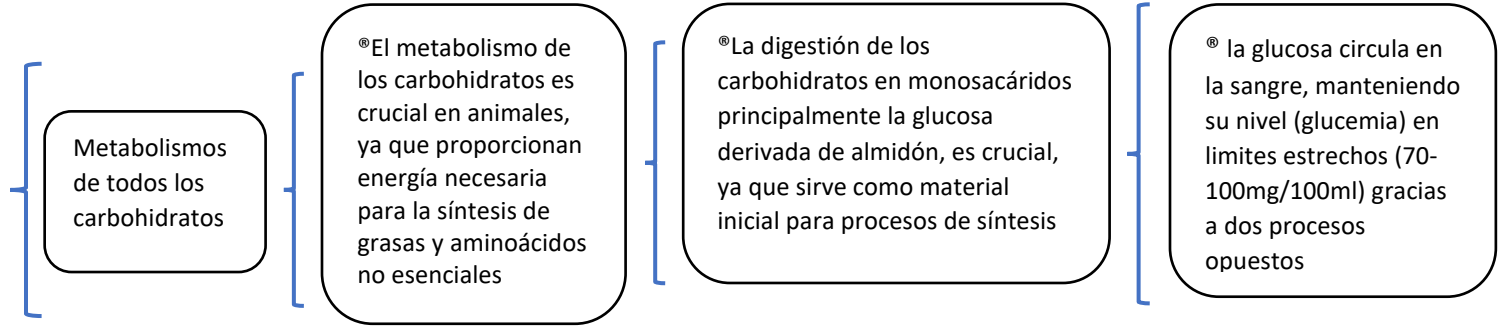 Metabolismos
de todos los
carbohidratos
®El metabolismo de
los carbohidratos es
crucial en animales,
ya que proporcionan
energía necesaria
para la síntesis de
grasas y aminoácidos
no esenciales
®La digestión de los
carbohidratos en monosacáridos
principalmente la glucosa
derivada de almidón, es crucial,
ya que sirve como material
inicial para procesos de síntesis
® la glucosa circula en
la sangre, manteniendo
su nivel (glucemia) en
limites estrechos (70-
100mg/100ml) gracias
a dos procesos
opuestos